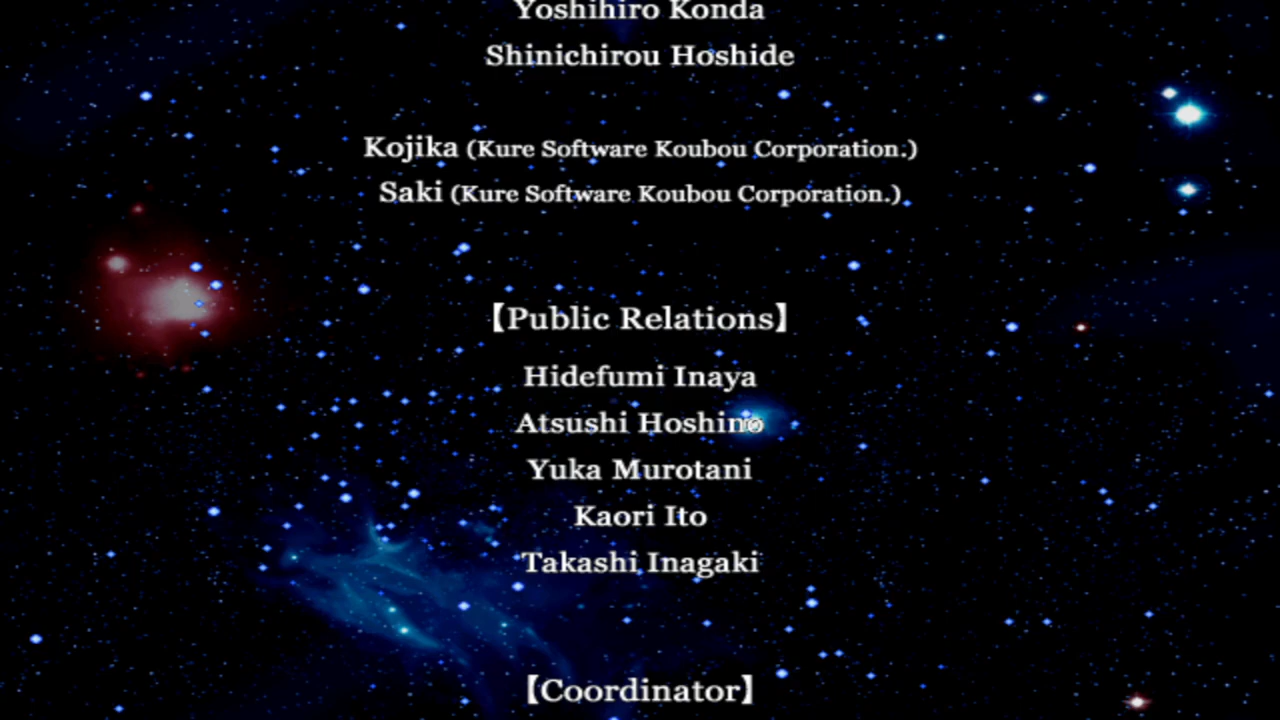 Yoshihiro Konda
Shinichirou Hoshide
Kojika (Kure Software Koubou Corporation.)
Saki (Kure Software Koubou Corporation.)
【Public Relations】
Hidefumi Inaya
Atsushi Hoshino
Yuka Murotani
Kaori Ito
Takashi Inagaki
【Coordinator】